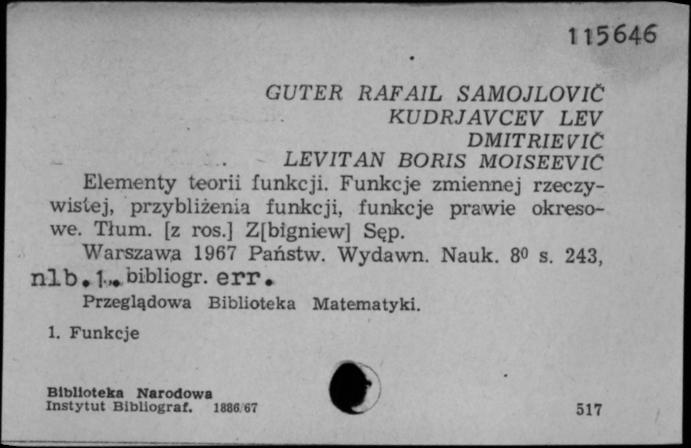 115646
GUTER RAFAIL SAMOJLOVIČ
KUDRJAVCEV LEV
DMITRIEVIČ
LEVITAN BORIS MOISEEVIČ
Elementy teorii funkcji. Funkcje zmiennej rzeczy-
wistej, przybliżenia funkcji, funkcje prawie okreso-
we. Tłum. [z ros.] Z[bigniew] Sęp.
Warszawa 1967 Państw. Wydawn. Nauk. 8⁰ s. 243,
nlb. 1., bibliogr. err.
Przeglądowa Biblioteka Matematyki.
1. Funkcje
Biblioteka Narodowa
Instytut Bibliograf. 1886/67
517